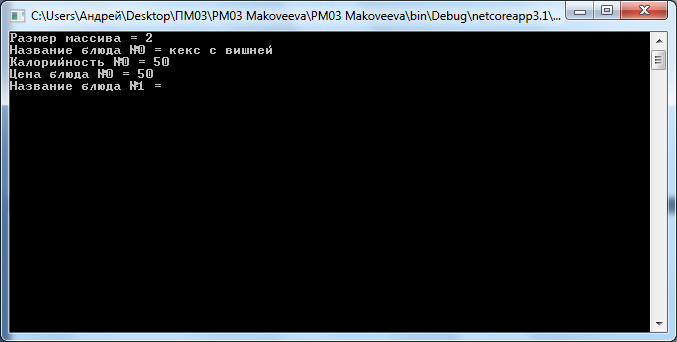 C:\Users\Андрей\Desktop\ПМ03\PM03 Makoveeva\PM03 Makoveeva\bin\Debug\netcoreapp3.1\...
Размер массива = 2
Название блюда №0 = кекс с вишней
Калорийность №0 = 50
Цена блюда №0 = 50
Название блюда №1 =